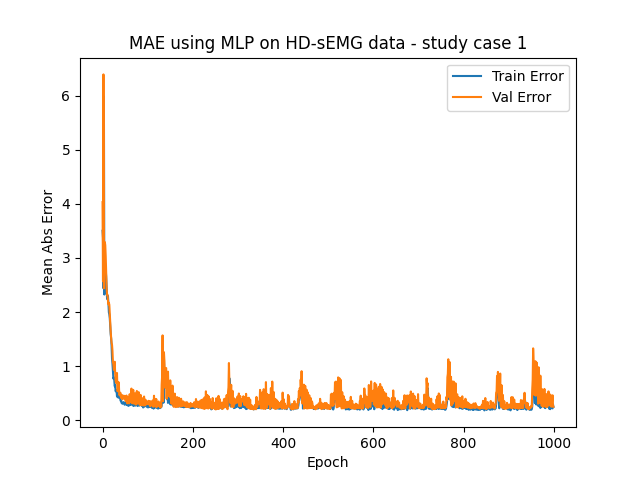 MAE using MLP on HD-sEMG data - study case 1
Train Error
Val Error
Mean Abs Error
6
5
4
3
2
1
0
0 200 400 600 800 1000
Epoch